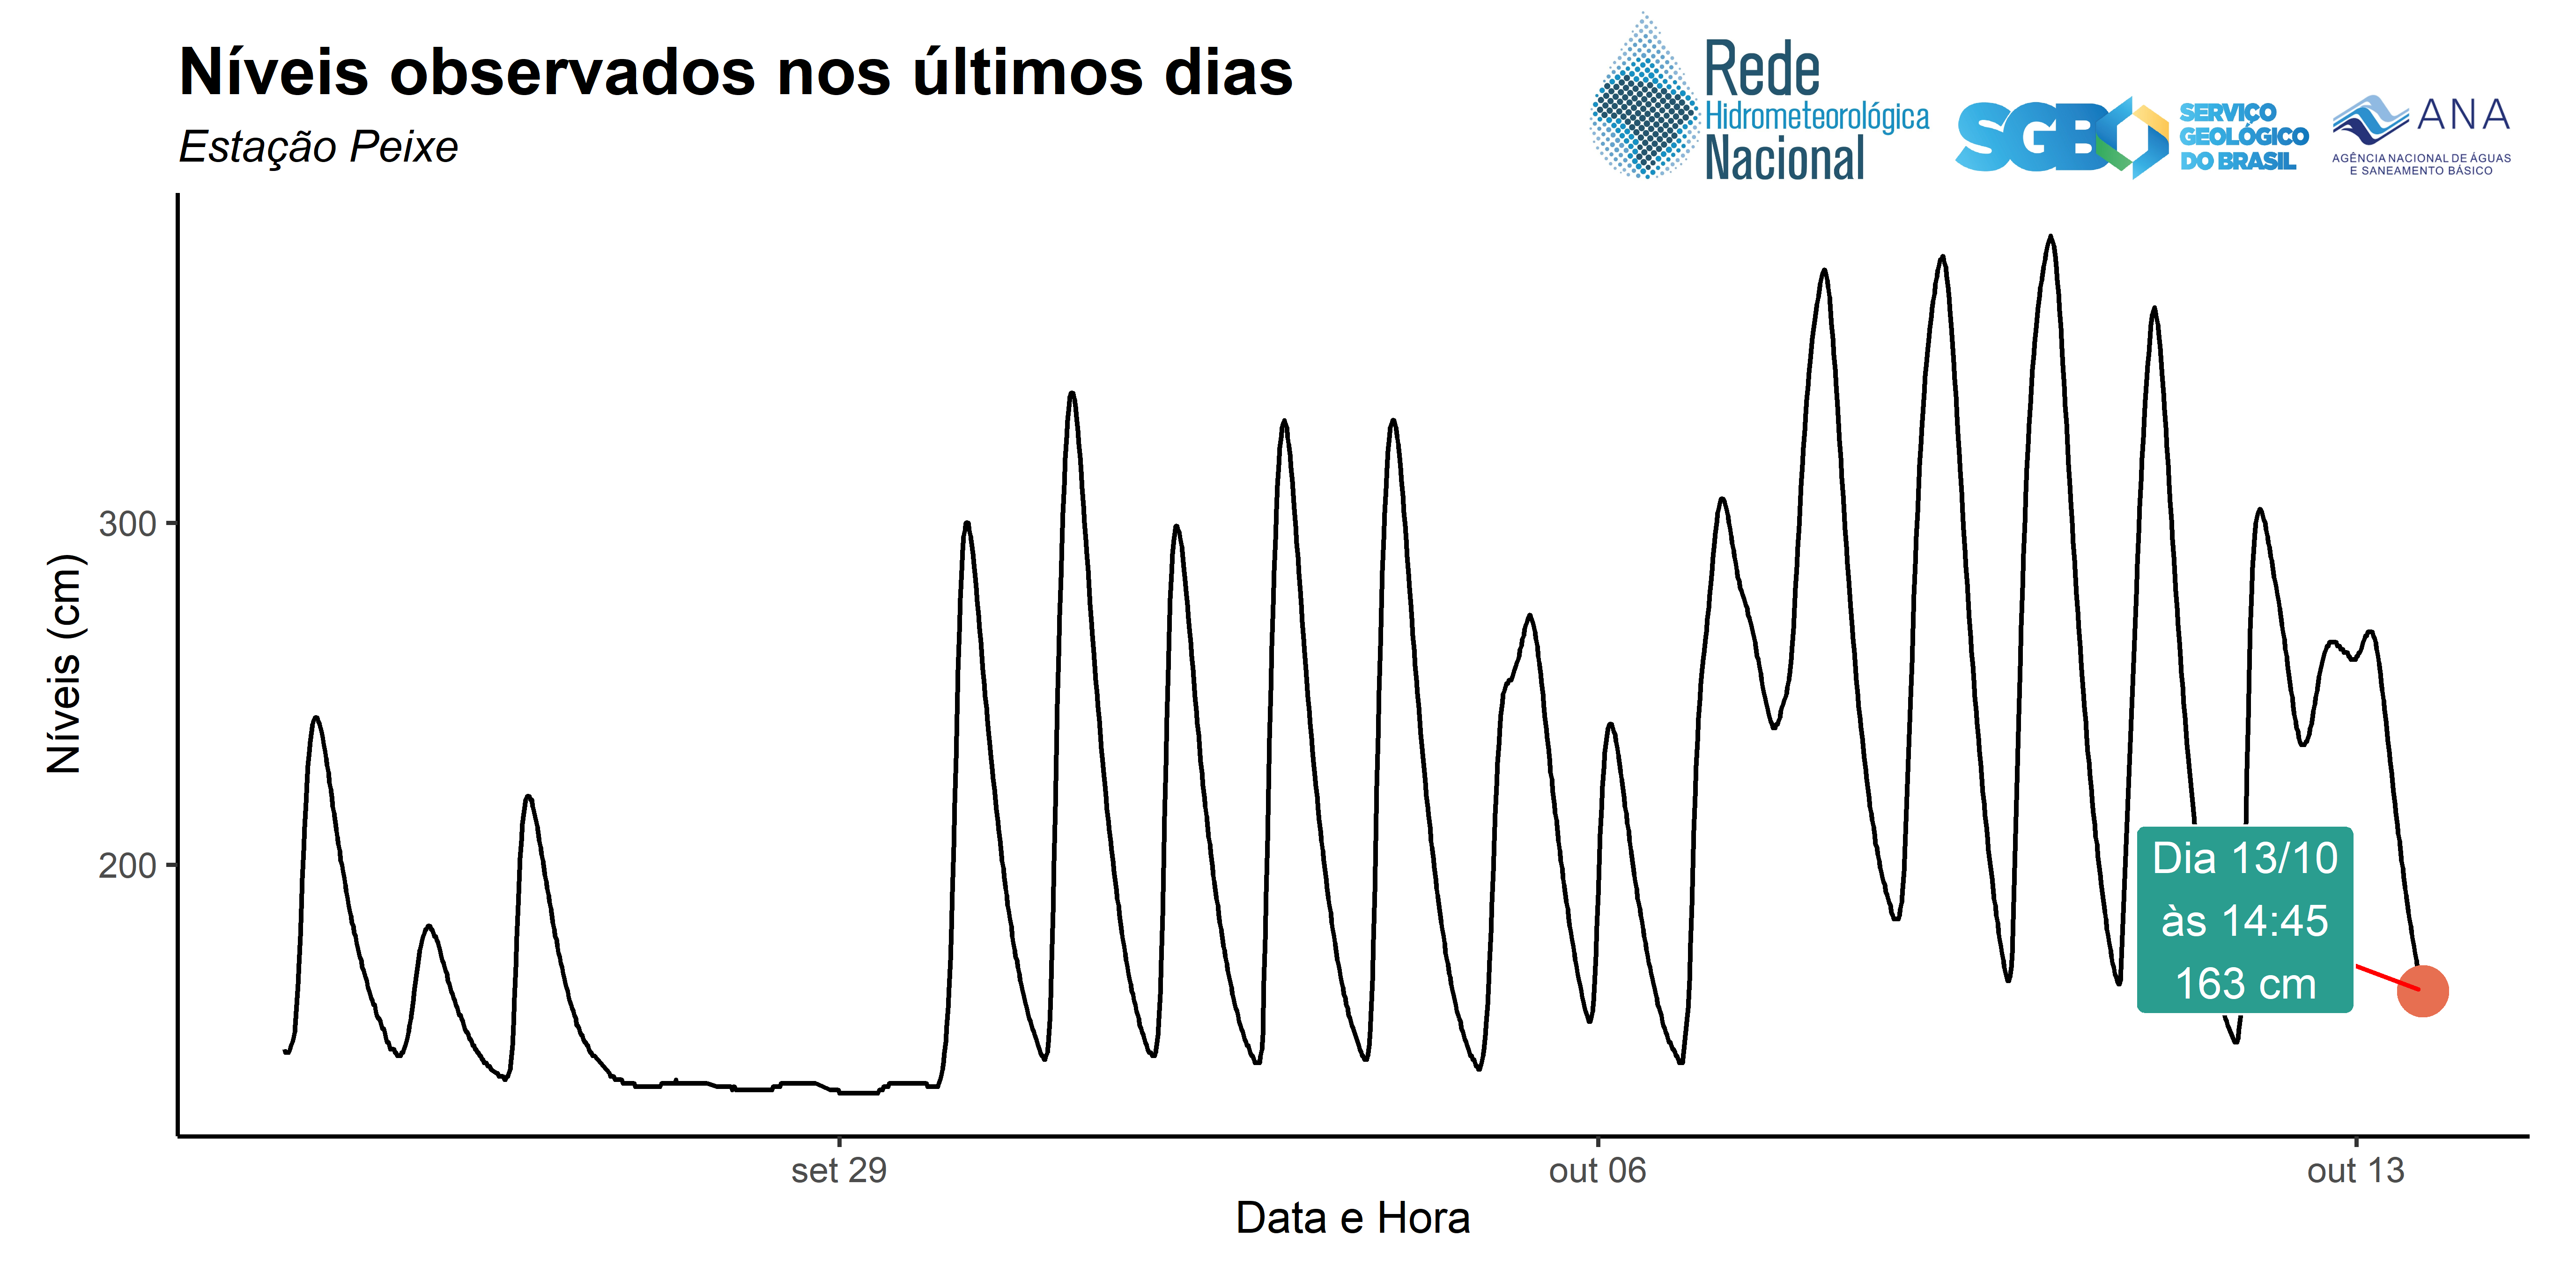 Níveis observados nos últimos dias
Estação Peixe
Rede
Hidrometeorológica
Nacional
SGB
SERVIÇO
GEOLÓGICO
DO BRASIL
ANA
AGÊNCIA NACIONAL DE ÁGUAS
E SANEAMENTO BÁSICO
Níveis (cm)
300
200
Dia 13/10
às 14:45
163 cm
set 29
out 06
out 13
Data e Hora